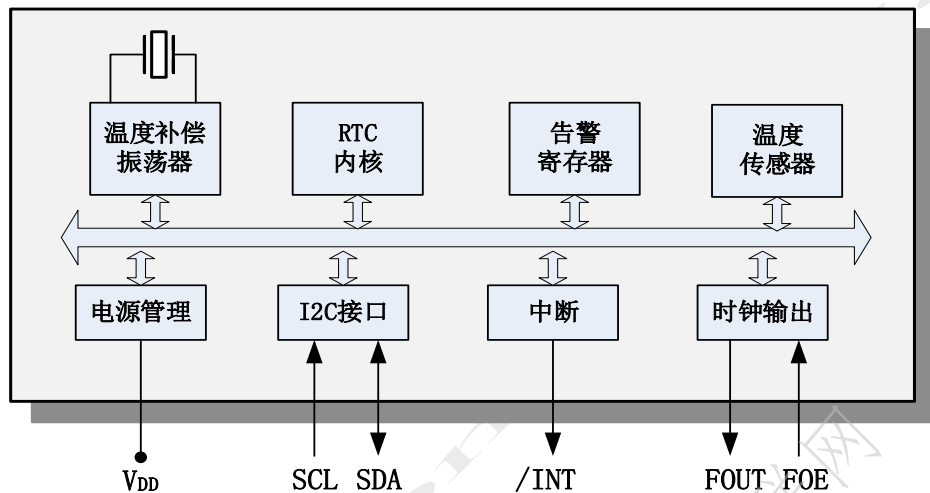 温度补偿
振荡器
RTC
内核
告警
寄存器
温度
传感器
电源管理
I2C接口
中断
时钟输出
VDD
SCL SDA
/INT
FOUT FOE